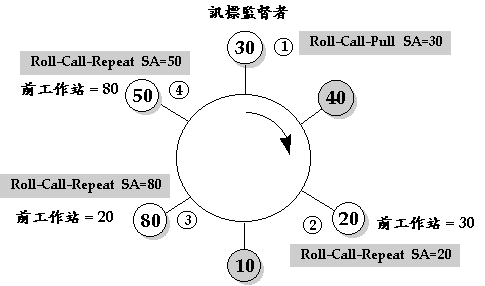 訊標監督者
30
①
Roll-Call-Pull SA=30
Roll-Call-Repeat SA=50
前工作站 = 80
50
④
40
Roll-Call-Repeat SA=80
前工作站 = 20
80
③
②
20
前工作站 = 30
Roll-Call-Repeat SA=20
10